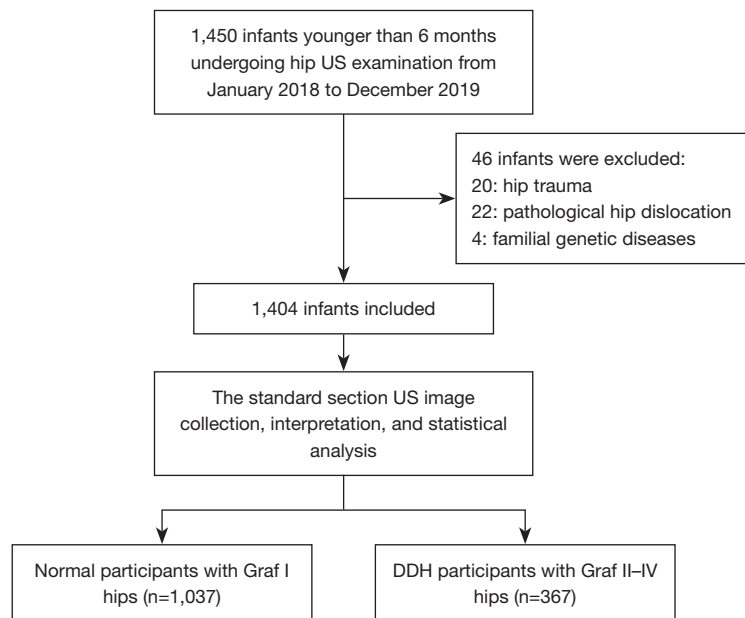 1,450 infants younger than 6 months
undergoing hip US examination from
January 2018 to December 2019
46 infants were excluded:
20: hip trauma
22: pathological hip dislocation
4: familial genetic diseases
1,404 infants included
The standard section US image
collection, interpretation, and statistical
analysis
Normal participants with Graf I
hips (n=1,037)
DDH participants with Graf II–IV
hips (n=367)